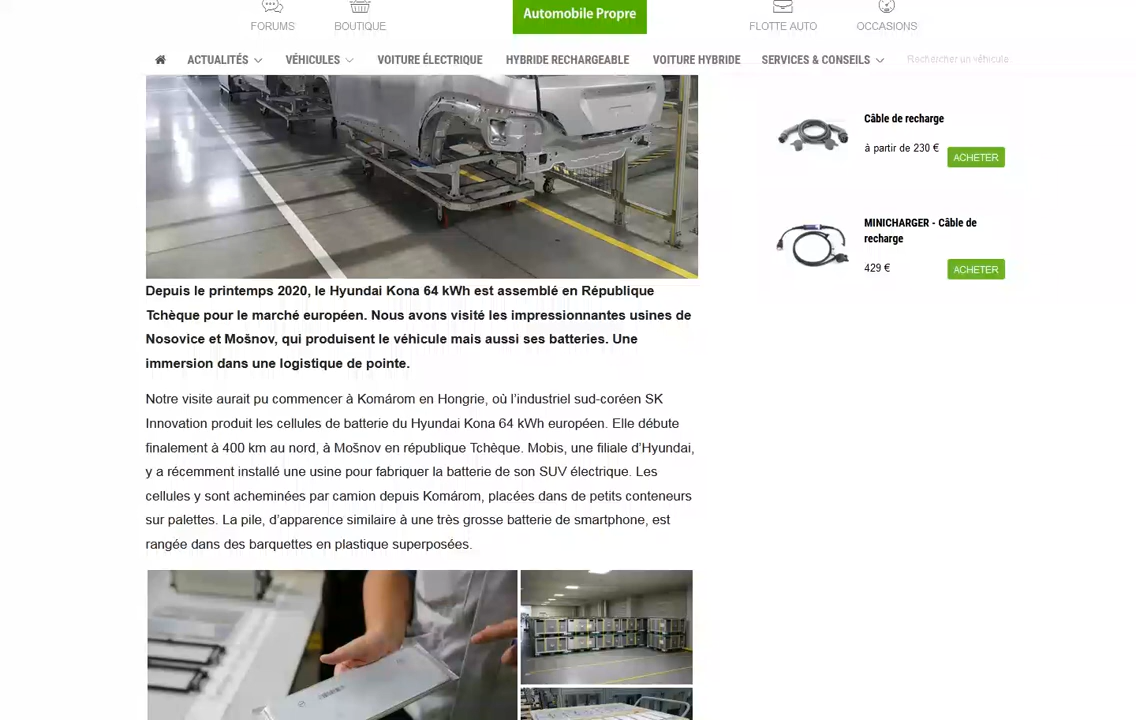 FORUMS
BOUTIQUE
Automobile Propre
FLOTTE AUTO
OCCASIONS
ACTUALITÉS
VÉHICULES
VOITURE ÉLECTRIQUE
HYBRIDE RECHARGEABLE
VOITURE HYBRIDE
SERVICES & CONSEILS
Rechercher un véhicule
Câble de recharge
à partir de 230 €
ACHETER
MINICHARGER - Câble de
recharge
429 €
ACHETER
Depuis le printemps 2020, le Hyundai Kona 64 kWh est assemblé en République
Tchèque pour le marché européen. Nous avons visité les impressionnantes usines de
Nosovice et Mošnov, qui produisent le véhicule mais aussi ses batteries. Une
immersion dans une logistique de pointe.
Notre visite aurait pu commencer à Komárom en Hongrie, où l'industriel sud-coréen SK
Innovation produit les cellules de batterie du Hyundai Kona 64 kWh européen. Elle débute
finalement à 400 km au nord, à Mošnov en république Tchèque. Mobis, une filiale d'Hyundai,
y a récemment installé une usine pour fabriquer la batterie de son SUV électrique. Les
cellules y sont acheminées par camion depuis Komárom, placées dans de petits conteneurs
sur palettes. La pile, d'apparence similaire à une très grosse batterie de smartphone, est
rangée dans des barquettes en plastique superposées.